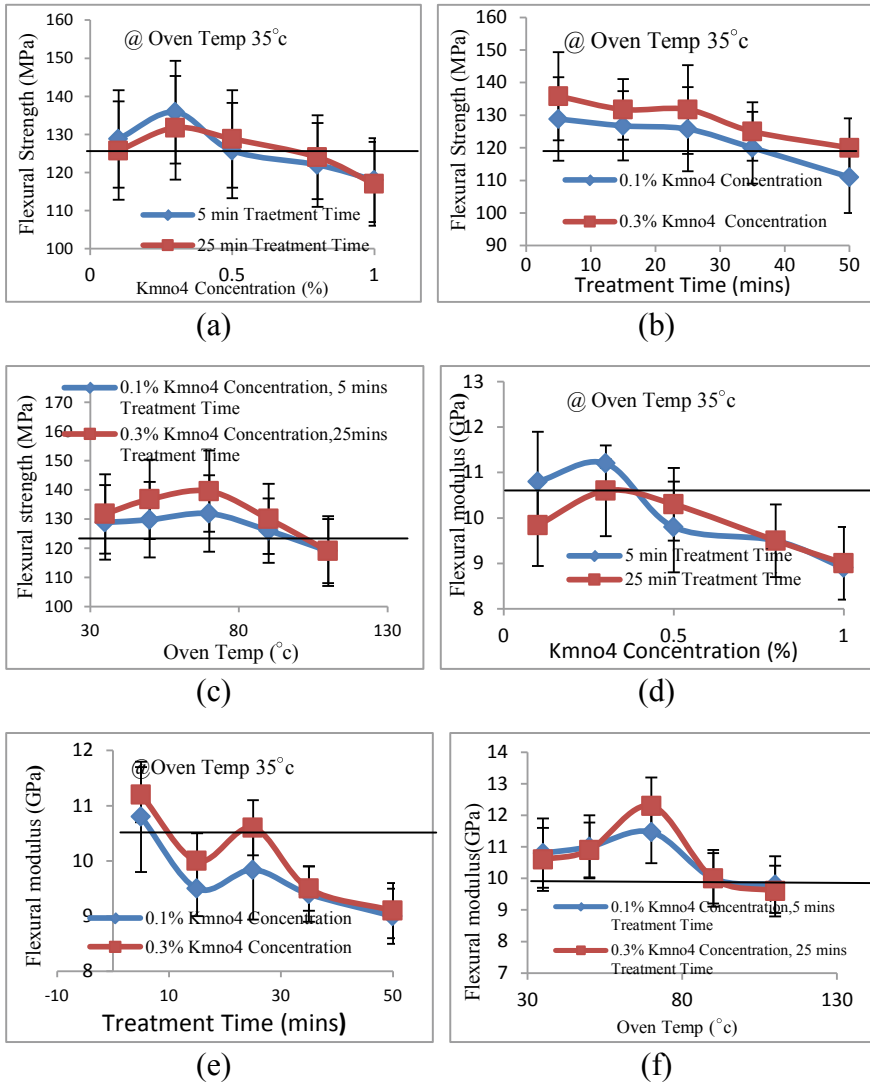 160
150
140
130
120
110
100
Flexural Strength (MPa)
@ Oven Temp 35°c
5 min Traetment Time
25 min Treatment Time
0
0.5
1
Kmno4 Concentration (%)
(a)
160
150
140
130
120
110
100
90
Flexural Strength (MPa)
@ Oven Temp 35°c
0.1% Kmno4 Concentration
0.3% Kmno4 Concentration
0
10
20
30
40
50
Treatment Time (mins)
(b)
0.1% Kmno4 Concentration, 5 mins
Treatment Time
0.3% Kmno4 Concentration,25mins
Treatment Time
170
160
150
140
130
120
110
100
Flexural strength (MPa)
30
80
130
Oven Temp (°c)
(c)
13
12
11
10
9
8
Flexural modulus (GPa)
@ Oven Temp 35°c
5 min Treatment Time
25 min Treatment Time
0
0.5
1
Kmno4 Concentration (%)
(d)
12
11
10
9
8
Flexural modulus (GPa)
@Oven Temp 35°c
0.1% Kmno4 Concentration
0.3% Kmno4 Concentration
-10
10
30
50
Treatment Time (mins)
(e)
14
13
12
11
10
9
8
7
Flexural modulus(GPa)
0.1% Kmno4 Concentration,5 mins
Treatment Time
0.3% Kmno4 Concentration, 25 mins
Treatment Time
30
80
130
Oven Temp (°c)
(f)